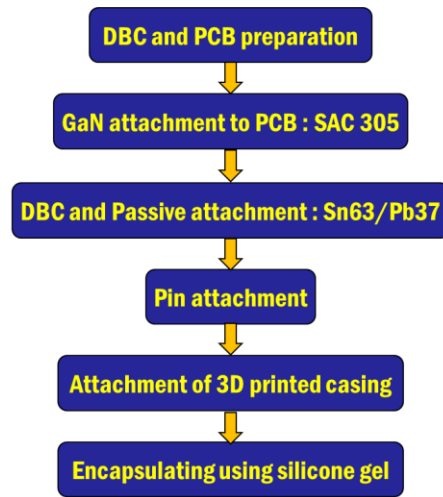 DBC and PCB preparation
GaN attachment to PCB : SAC 305
DBC and Passive attachment : Sn63/Pb37
Pin attachment
Attachment of 3D printed casing
Encapsulating using silicone gel